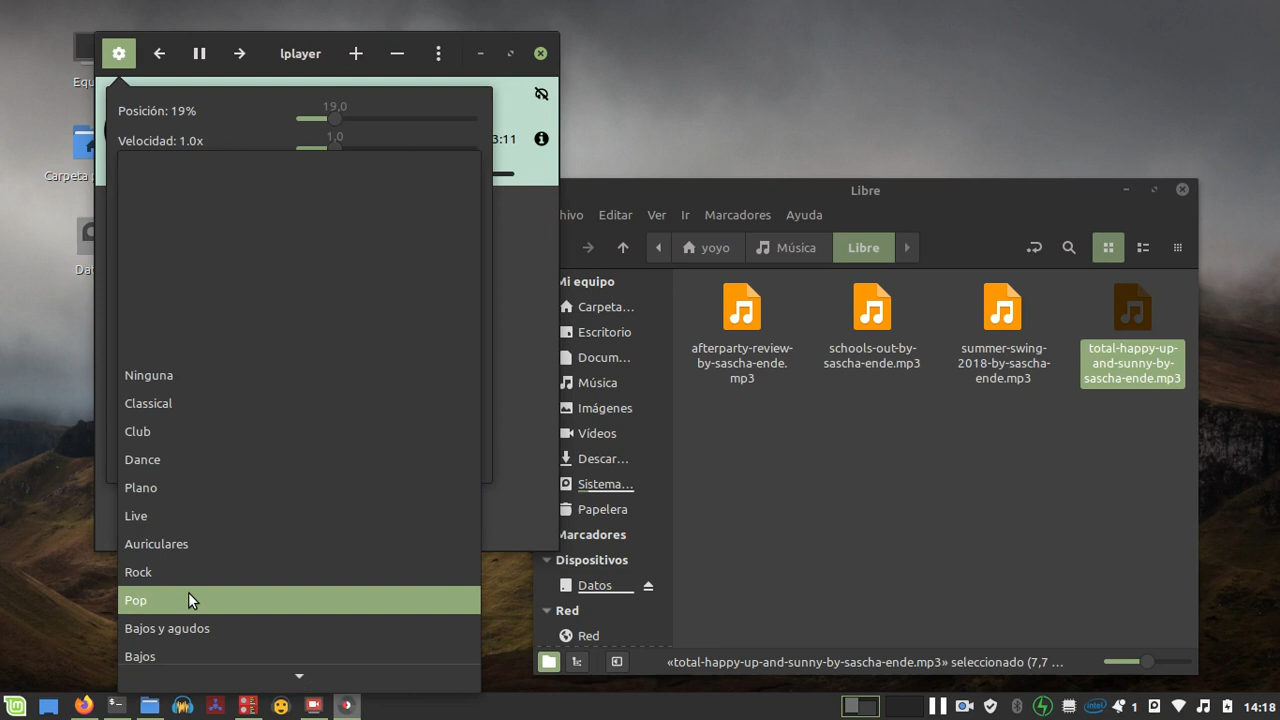 lplayer
Equ
Carpeta
Da
Posición: 19%
19,0
Velocidad: 1.0x
1,0
3:11
Ninguna
Classical
Club
Dance
Plano
Live
Auriculares
Rock
Pop
Bajos y agudos
Bajos
Libre
hivo Editar Ver Ir Marcadores Ayuda
yoyo Música Libre
Mi equipo
Carpeta...
Escritorio
Docum...
Música
Imágenes
Vídeos
Descar...
Sistema...
Papelera
Marcadores
Dispositivos
Datos
Red
Red
afterparty-review-
by-sascha-ende.
mp3
schools-out-by-
sascha-ende.mp3
summer-swing-
2018-by-sascha-
ende.mp3
total-happy-up-
and-sunny-by-
sascha-ende.mp3
«total-happy-up-and-sunny-by-sascha-ende.mp3» seleccionado (7,7 ...
intel
1
14:18